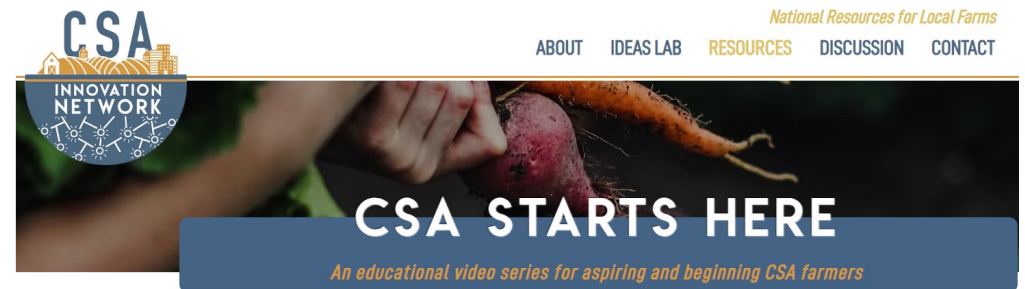 CSA
INNOVATION
NETWORK
National Resources for Local Farms
ABOUT IDEAS LAB RESOURCES DISCUSSION CONTACT
CSA STARTS HERE
An educational video series for aspiring and beginning CSA farmers